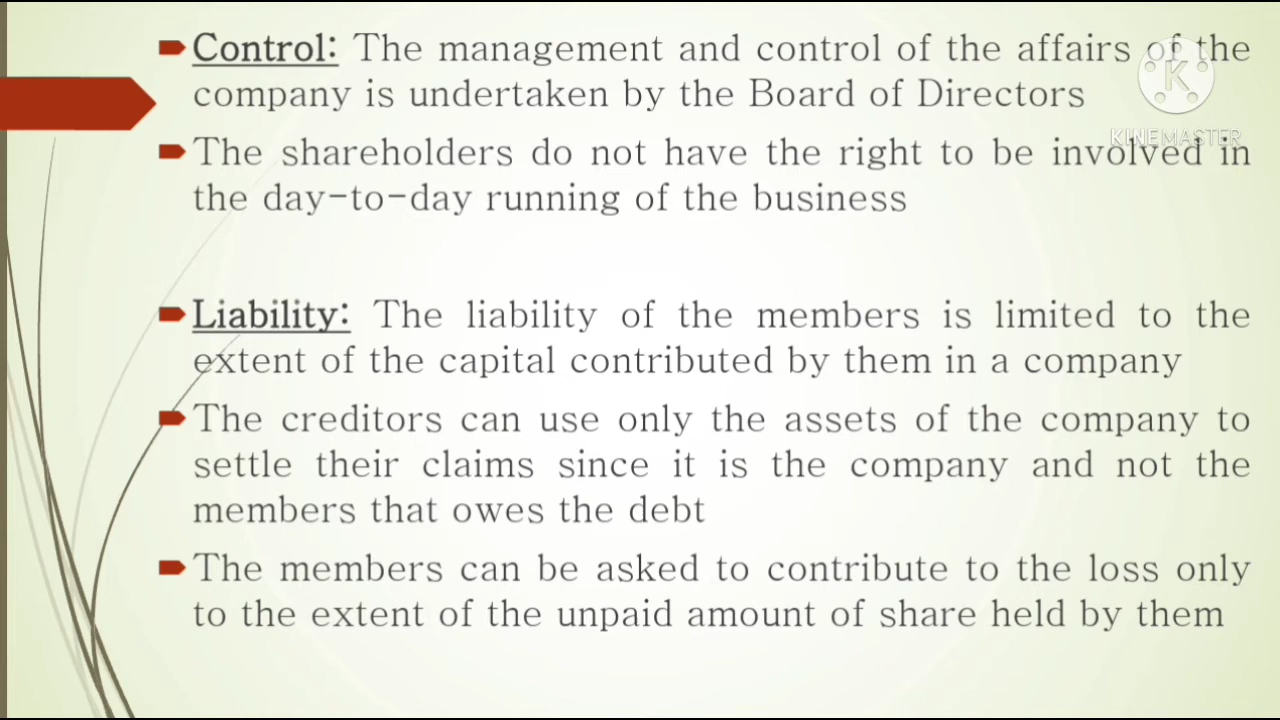 Control: The management and control of the affairs of the
company is undertaken by the Board of Directors
KINEMASTER
The shareholders do not have the right to be involved in
the day-to-day running of the business
Liability: The liability of the members is limited to the
extent of the capital contributed by them in a company
The creditors can use only the assets of the company to
settle their claims since it is the company and not the
members that owes the debt
The members can be asked to contribute to the loss only
to the extent of the unpaid amount of share held by them